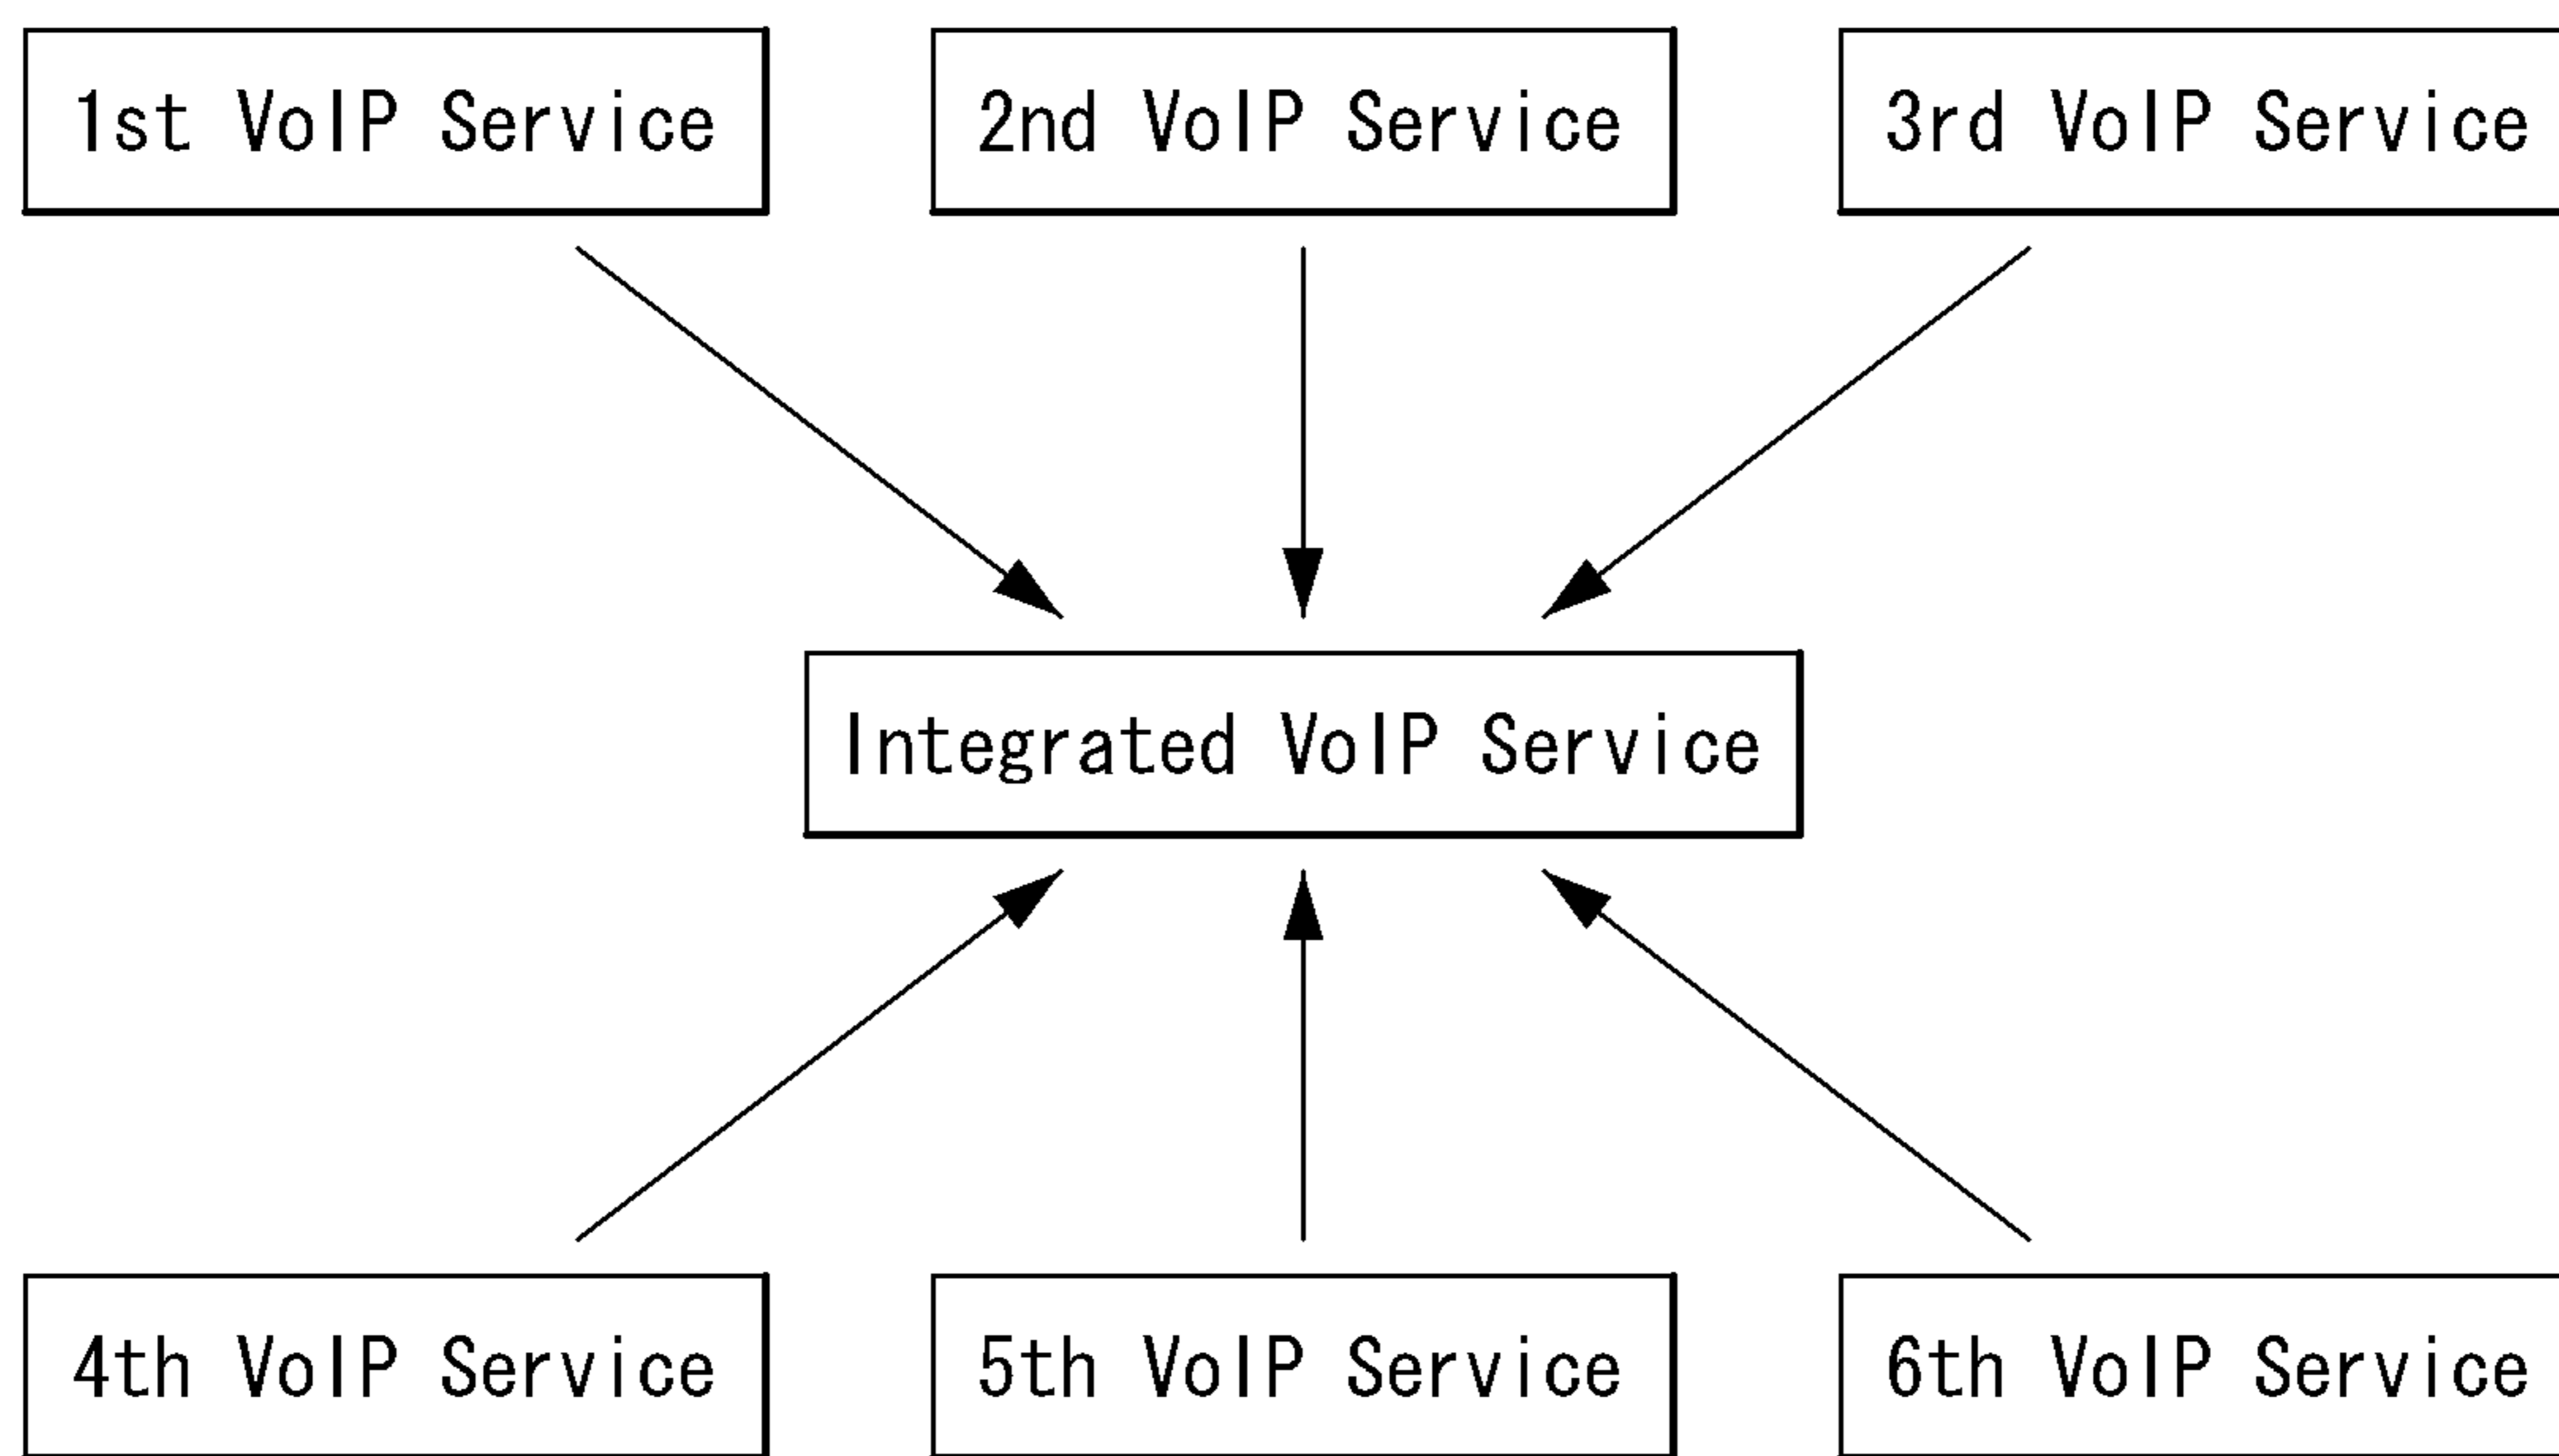 1st VoIP Service
2nd VoIP Service
3rd VoIP Service
Integrated VoIP Service
4th VoIP Service
5th VoIP Service
6th VoIP Service